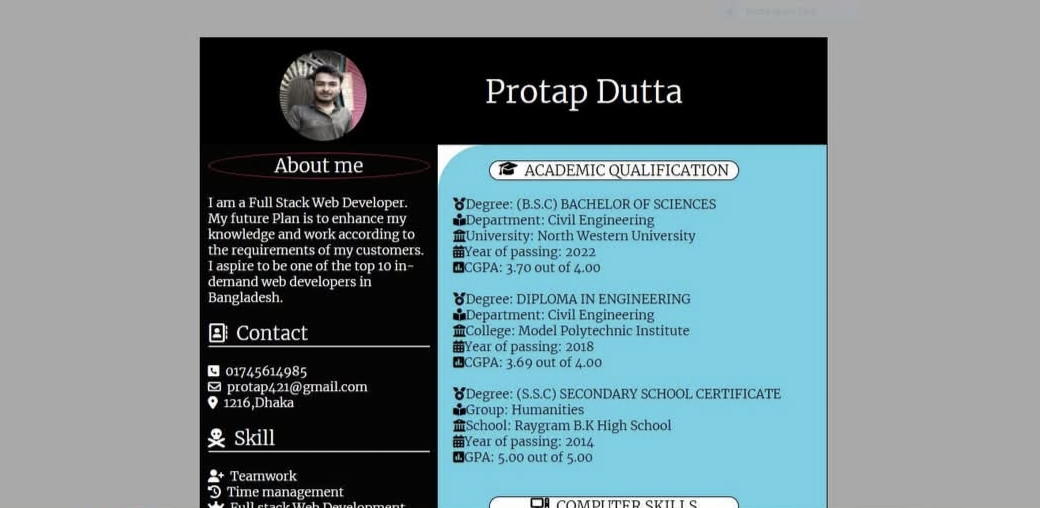 Protap Dutta
About me
I am a Full Stack Web Developer.
My future Plan is to enhance my
knowledge and work according to
the requirements of my customers.
I aspire to be one of the top 10 in-
demand web developers in
Bangladesh.
Contact
01745614985
protap421@gmail.com
1216,Dhaka
Skill
Teamwork
Time management
Full stack Web Development
ACADEMIC QUALIFICATION
Degree: (B.S.C) BACHELOR OF SCIENCES
Department: Civil Engineering
University: North Western University
Year of passing: 2022
CGPA: 3.70 out of 4.00
Degree: DIPLOMA IN ENGINEERING
Department: Civil Engineering
College: Model Polytechnic Institute
Year of passing: 2018
CGPA: 3.69 out of 4.00
Degree: (S.S.C) SECONDARY SCHOOL CERTIFICATE
Group: Humanities
School: Raygram B.K High School
Year of passing: 2014
GPA: 5.00 out of 5.00
COMPUTER SKILLS